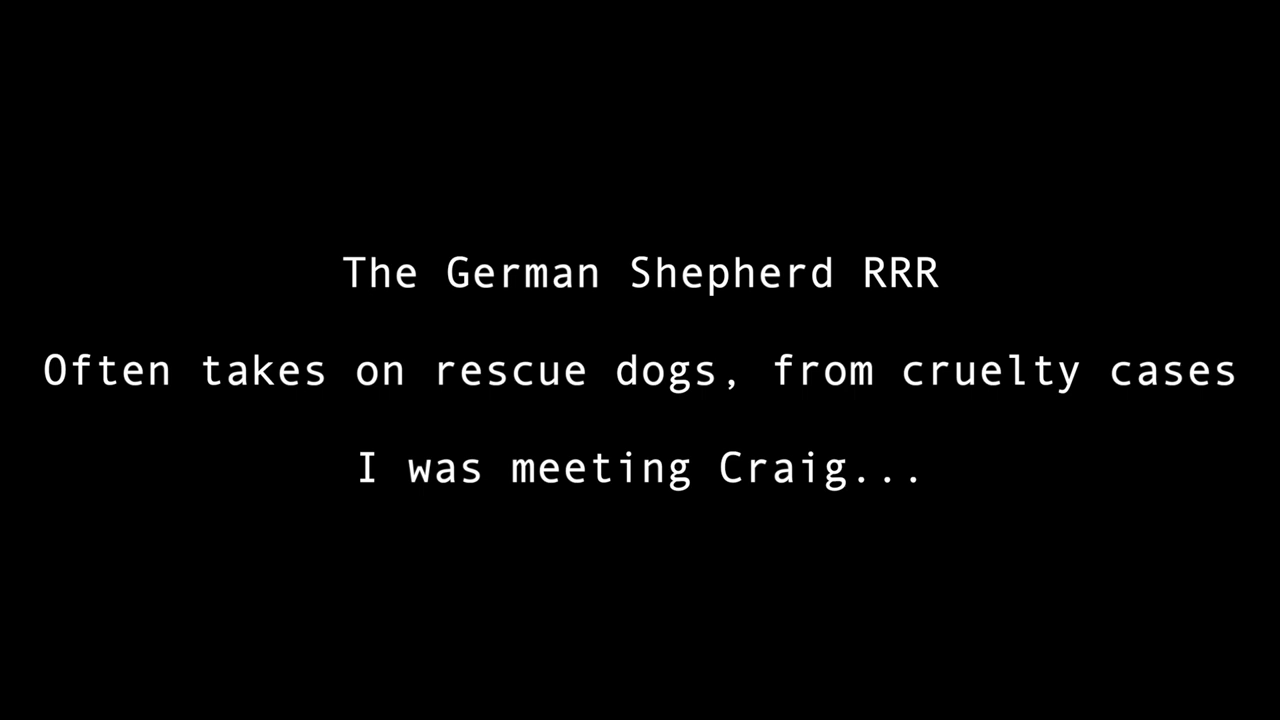 The German Shepherd RRR
Often takes on rescue dogs, from cruelty cases
I was meeting Craig...